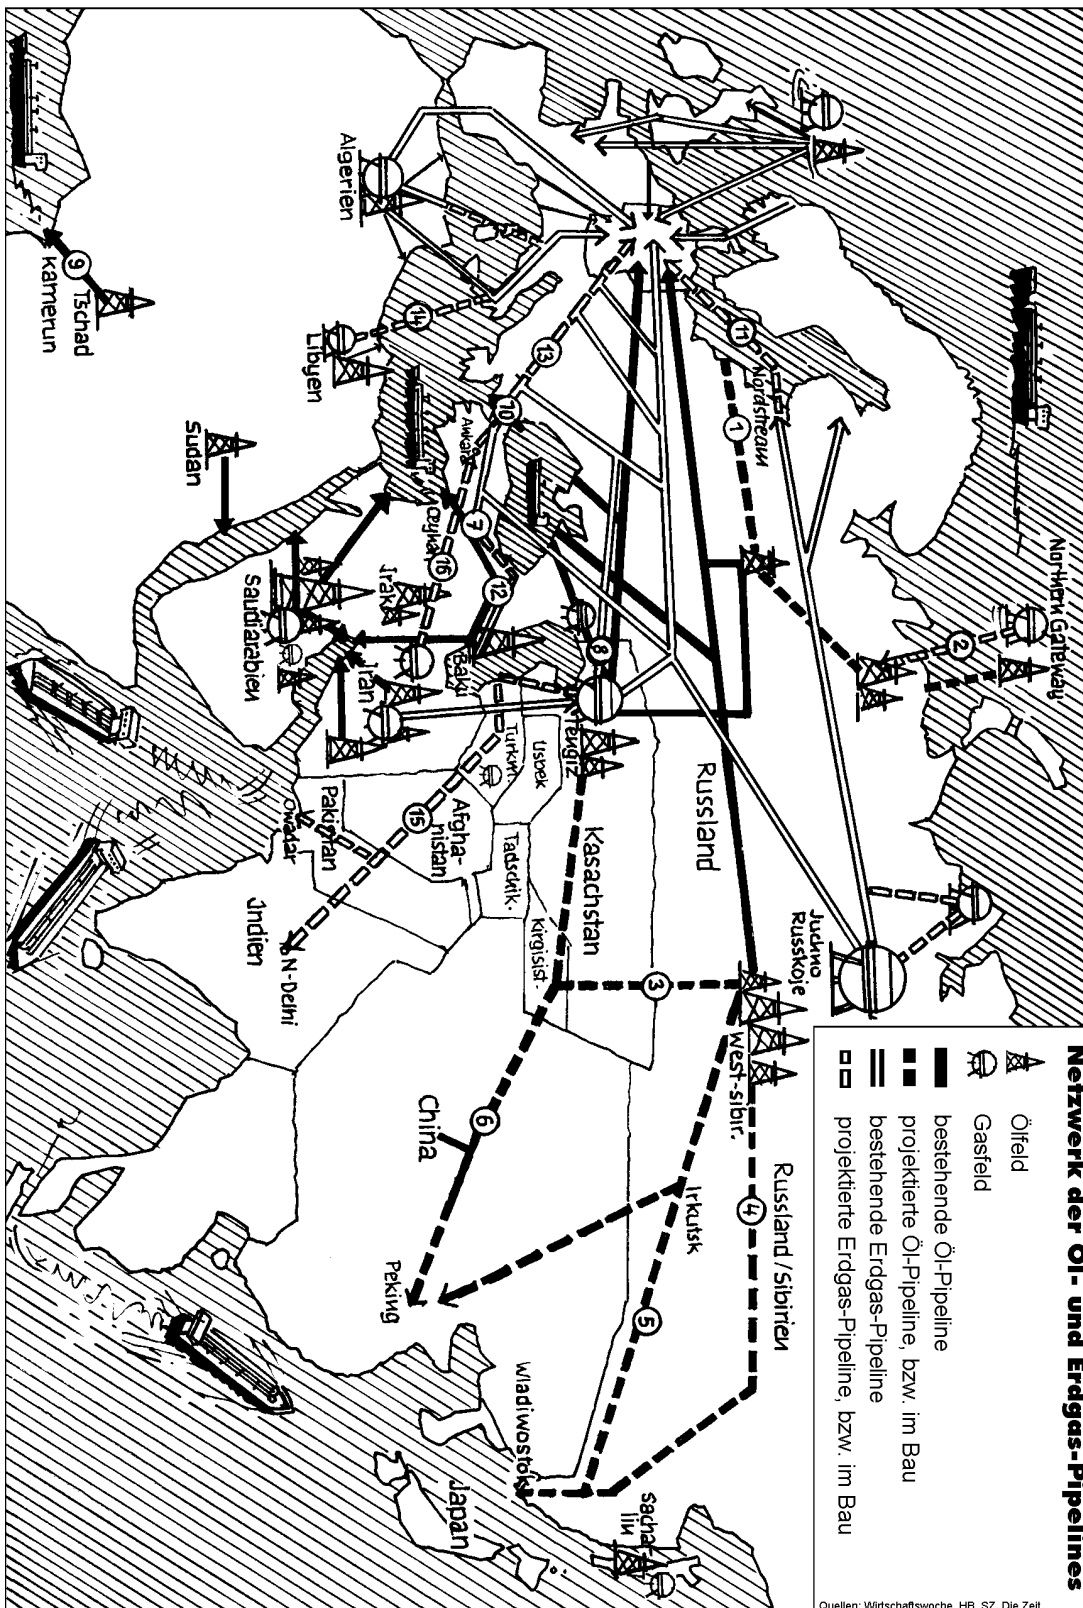 Netzwerk der Öl- und Erdgas-Pipelines
Ölfeld
Gasfeld
bestehende Öl-Pipeline
projektierte Öl-Pipeline, bzw. im Bau
bestehende Erdgas-Pipeline
projektierte Erdgas-Pipeline, bzw. im Bau
Quellen: Wirtschaftswoche, HB, SZ, Die Zeit
Northern Gateway
2
Juchno
Russkoje
11
Nordstream
1
Russland
West-sibir.
Russland/Sibirien
4
Irkutsk
3
5
Sacha-
lin
8
Tengiz
Kasachstan
Kirgisist.
13
10
Ankara
7
Ceyhan
16
12
Baku
Usbek
Turkm.
Tadschik.
Afgha-
nistan
15
Wladiwostok
Japan
6
China
Peking
Algerien
14
Libyen
Irak
Iran
Pakistan
Gwadar
Indien
N-Delhi
Saudiarabien
Sudan
9
Tschad
Kamerun